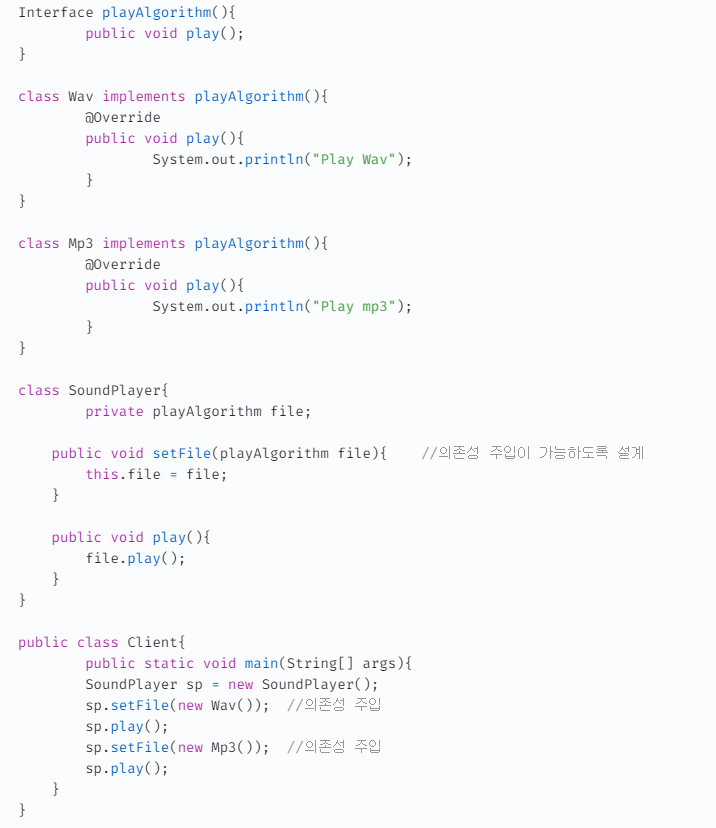 Interface playAlgorithm(){
public void play();
}
class Wav implements playAlgorithm(){
@Override
public void play(){
System.out.println("Play Wav");
}
}
class Mp3 implements playAlgorithm(){
@Override
public void play(){
System.out.println("Play mp3");
}
}
class SoundPlayer{
private playAlgorithm file;
public void setFile(playAlgorithm file){ //의존성 주입이 가능하도록 설계
this.file = file;
}
public void play(){
file.play();
}
}
public class Client{
public static void main(String[] args){
SoundPlayer sp = new SoundPlayer();
sp.setFile(new Wav()); //의존성 주입
sp.play();
sp.setFile(new Mp3()); //의존성 주입
sp.play();
}
}